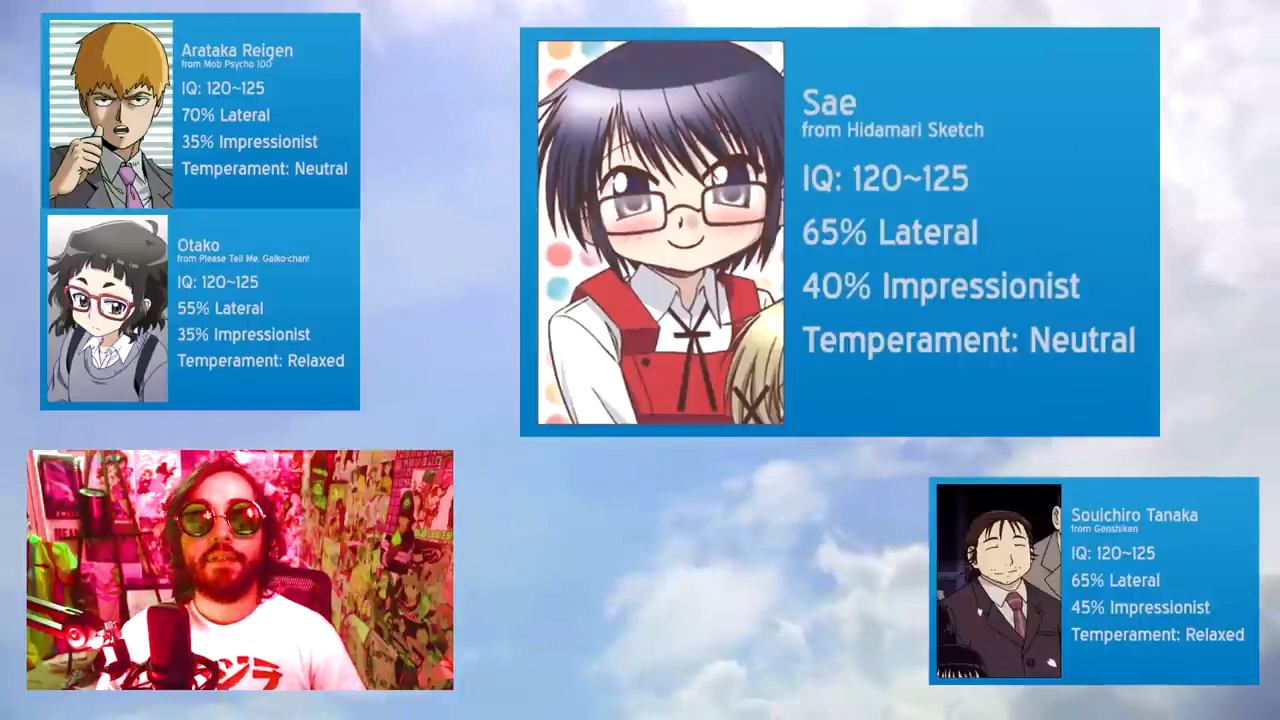 Arataka Reigen
from Mob Psycho 100
IQ: 120~125
70% Lateral
35% Impressionist
Temperament: Neutral
Otako
from Please Tell Me, Galko-chan!
IQ: 120~125
55% Lateral
35% Impressionist
Temperament: Relaxed
Sae
from Hidamari Sketch
IQ: 120~125
65% Lateral
40% Impressionist
Temperament: Neutral
Souichiro Tanaka
from Genshiken
IQ: 120~125
65% Lateral
45% Impressionist
Temperament: Relaxed
ジラ